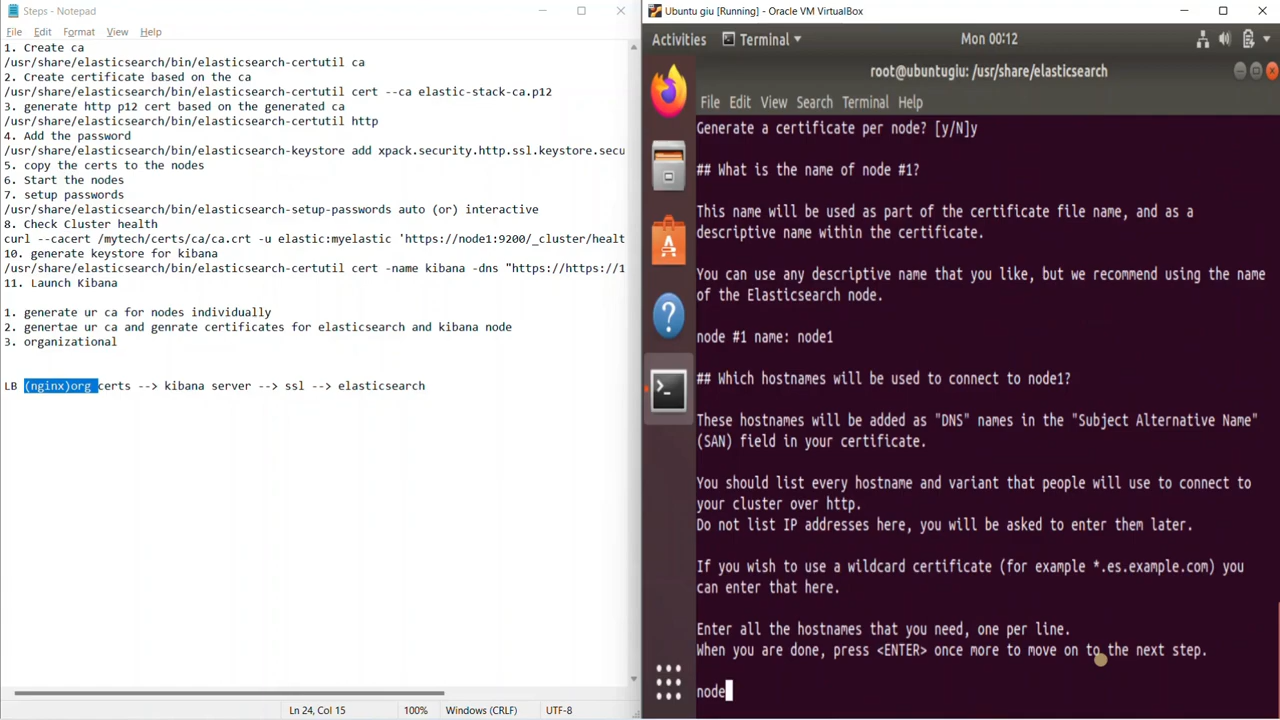 Steps - Notepad
File Edit Format View Help
1. Create ca
/usr/share/elasticsearch/bin/elasticsearch-certutil ca
2. Create certificate based on the ca
/usr/share/elasticsearch/bin/elasticsearch-certutil cert --ca elastic-stack-ca.p12
3. generate http p12 cert based on the generated ca
/usr/share/elasticsearch/bin/elasticsearch-certutil http
4. Add the password
/usr/share/elasticsearch/bin/elasticsearch-keystore add xpack.security.http.ssl.keystore.secu
5. copy the certs to the nodes
6. Start the nodes
7. setup passwords
/usr/share/elasticsearch/bin/elasticsearch-setup-passwords auto (or) interactive
8. Check Cluster health
curl --cacert /mytech/certs/ca/ca.crt -u elastic:myelastic 'https://node1:9200/_cluster/healt
10. generate keystore for kibana
/usr/share/elasticsearch/bin/elasticsearch-certutil cert -name kibana -dns "https://https://1
11. Launch Kibana
1. generate ur ca for nodes individually
2. genertae ur ca and genrate certificates for elasticsearch and kibana node
3. organizational
LB (nginx)org certs --> kibana server --> ssl --> elasticsearch
Ln 24, Col 15 100% Windows (CRLF) UTF-8
Ubuntu giu [Running] - Oracle VM VirtualBox
Activities Terminal Mon 00:12
root@ubuntugiu: /usr/share/elasticsearch
File Edit View Search Terminal Help
Generate a certificate per node? [y/N]y
## What is the name of node #1?
This name will be used as part of the certificate file name, and as a
descriptive name within the certificate.
You can use any descriptive name that you like, but we recommend using the name
of the Elasticsearch node.
node #1 name: node1
## Which hostnames will be used to connect to node1?
These hostnames will be added as "DNS" names in the "Subject Alternative Name"
(SAN) field in your certificate.
You should list every hostname and variant that people will use to connect to
your cluster over http.
Do not list IP addresses here, you will be asked to enter them later.
If you wish to use a wildcard certificate (for example *.es.example.com) you
can enter that here.
Enter all the hostnames that you need, one per line.
When you are done, press <ENTER> once more to move on to the next step.
node